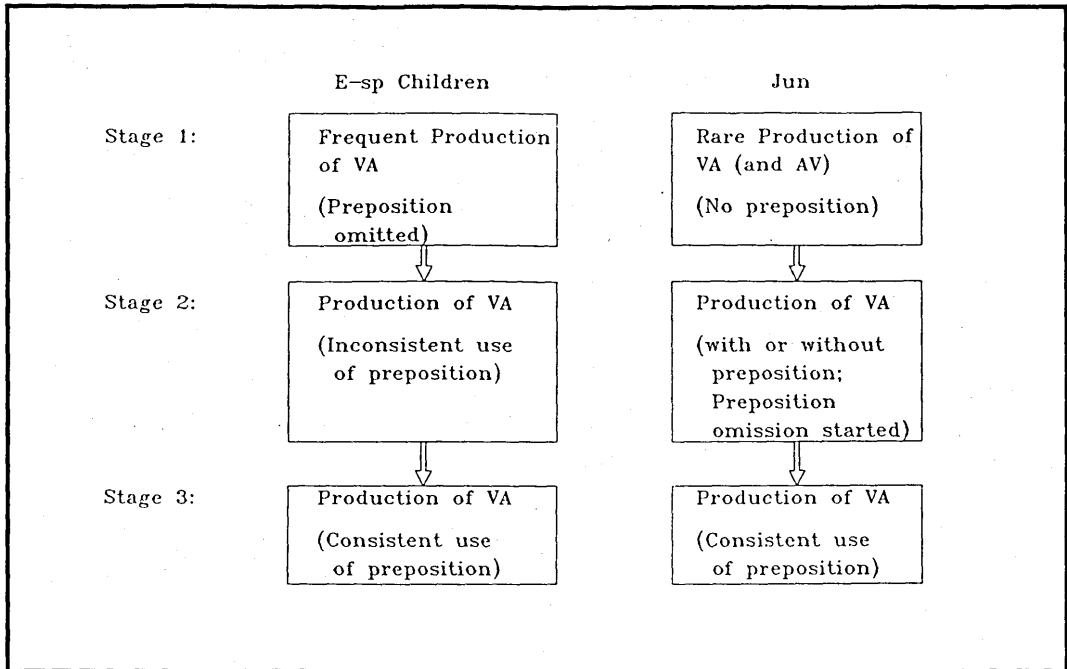 E-sp Children
Jun
Stage 1:
Frequent Production
of VA
(Preposition
omitted)
Rare Production of
VA (and AV)
(No preposition)
Stage 2:
Production of VA
(Inconsistent use
of preposition)
Production of VA
(with or without
preposition;
Preposition
omission started)
Stage 3:
Production of VA
(Consistent use
of preposition)
Production of VA
(Consistent use
of preposition)